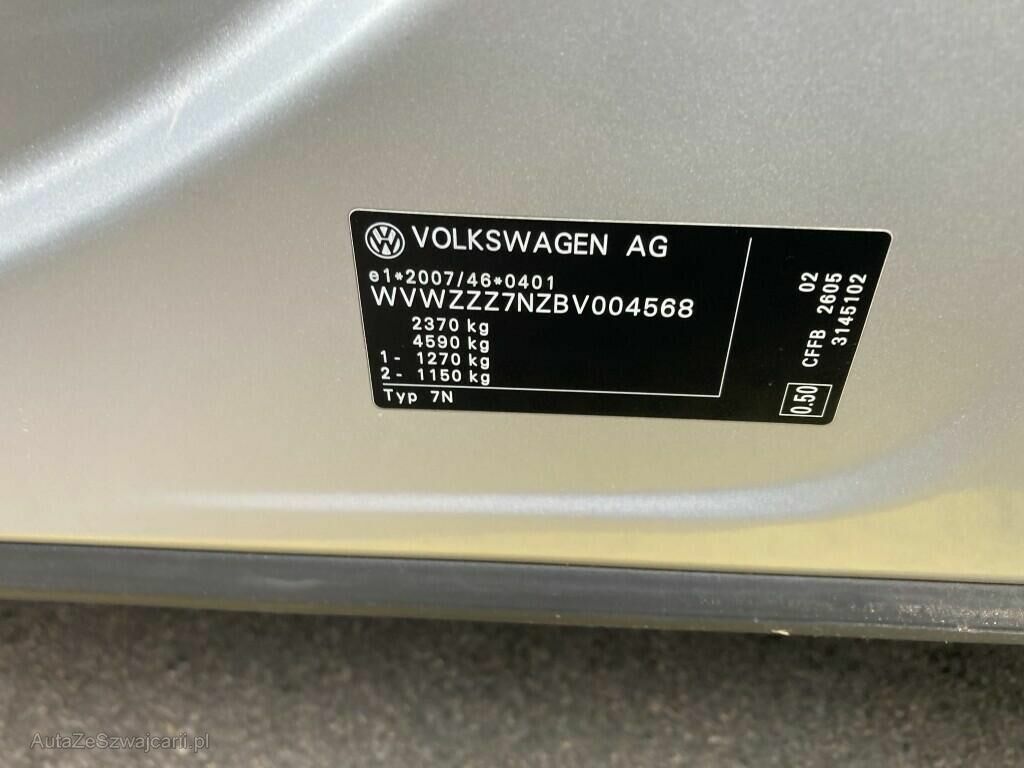 VOLKSWAGEN AG
e1*2007/46*0401
WVWZZZ7NZBV004568
2370 kg
4590 kg
1- 1270 kg
2- 1150 kg
Typ 7N
02
CFFB 2605
3145102
0.50
AutaZeSzwajcarii.pl